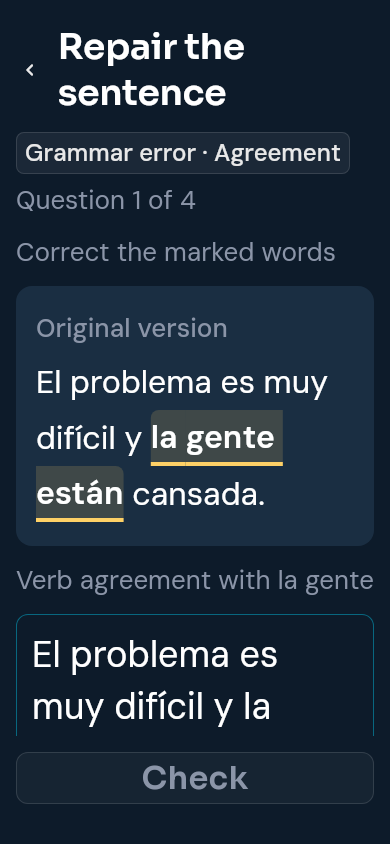 Repair the
sentence
Grammar error · Agreement
Question 1 of 4
Correct the marked words
Original version
El problema es muy
difícil y la gente
están cansada.
Verb agreement with la gente
El problema es
muy difícil y la
Check